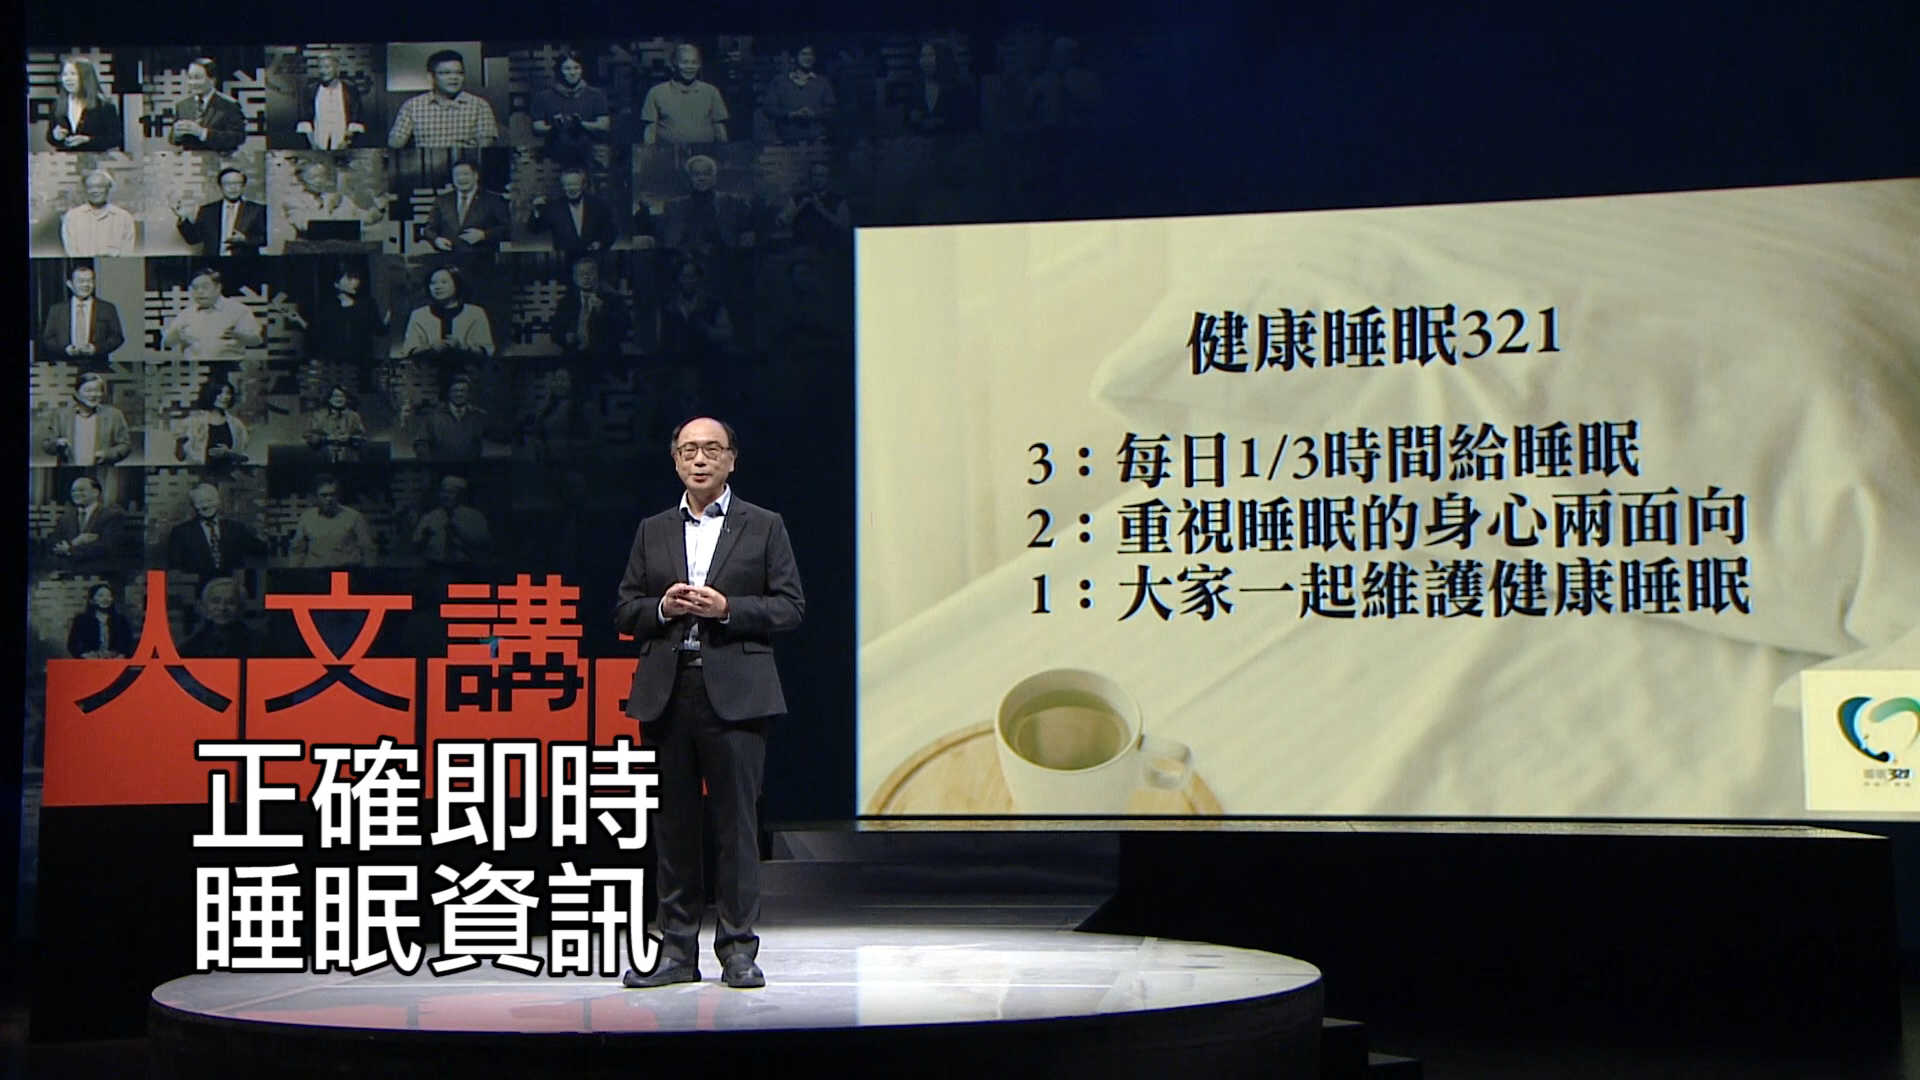 健康睡眠321
3：每日1/3時間給睡眠
2：重視睡眠的身心兩面向
1：大家一起維護健康睡眠
人文講
正確即時
睡眠資訊
321